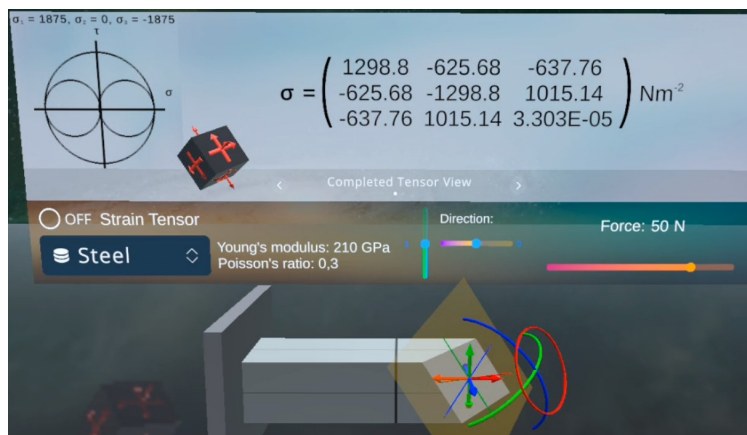 σ₁ = 1875, σ₂ = 0, σ₃ = -1875
τ
σ
σ = ( 1298.8 -625.68 -637.76
-625.68 -1298.8 1015.14
-637.76 1015.14 3.303E-05 ) Nm⁻²
‹ Completed Tensor View ›
OFF Strain Tensor
Steel
Young's modulus: 210 GPa
Poisson's ratio: 0,3
Direction:
Force: 50 N